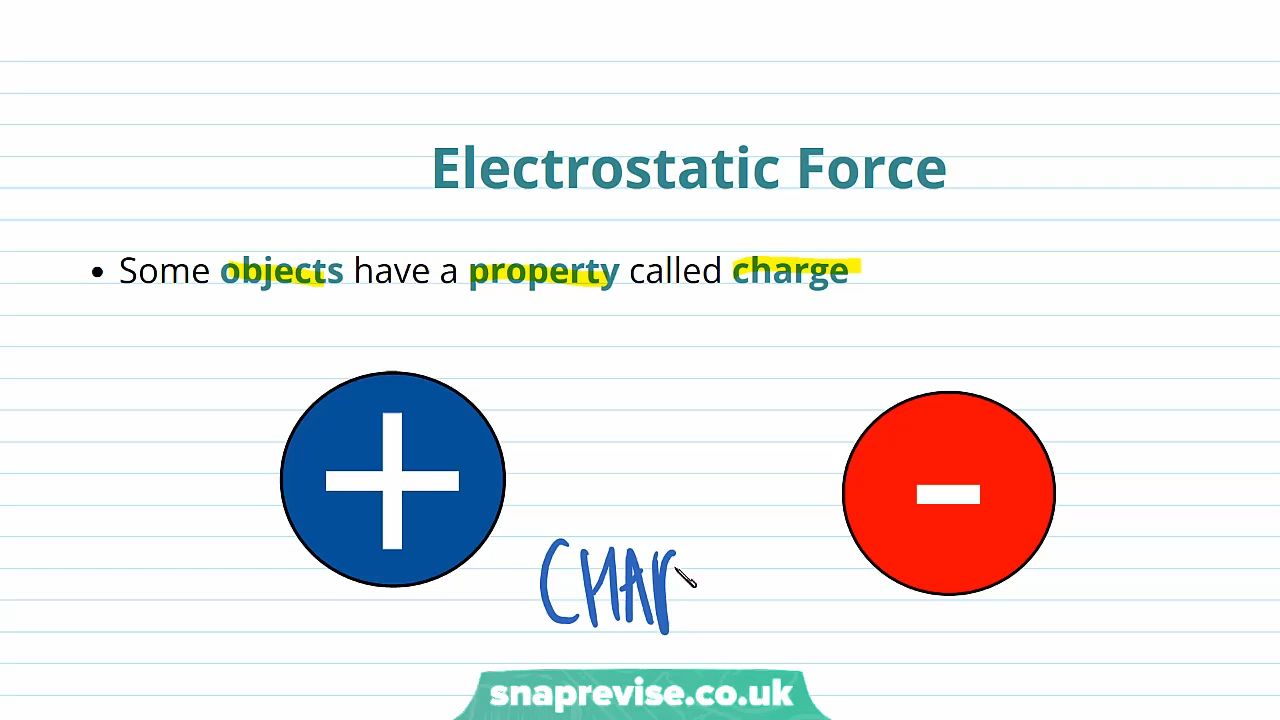 Electrostatic Force
• Some objects have a property called charge
+ -
CHAR
snaprevise.co.uk